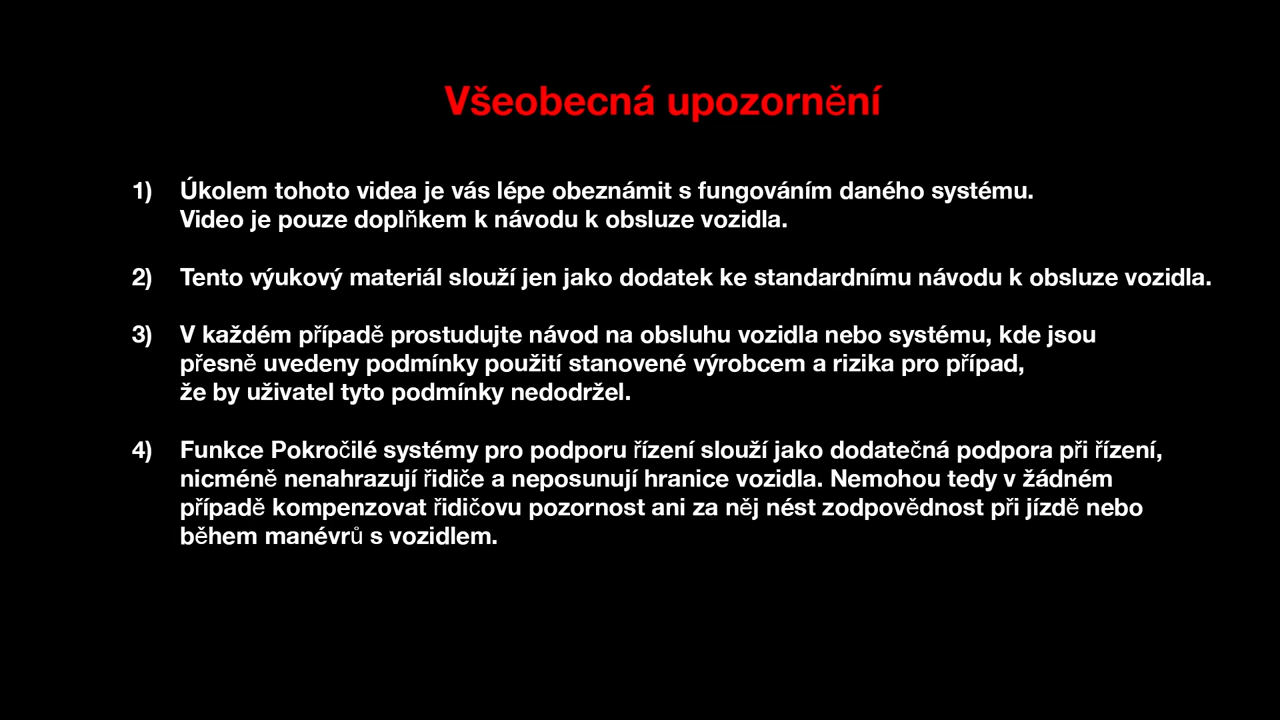 Všeobecná upozornění
1) Úkolem tohoto videa je vás lépe obeznámit s fungováním daného systému.
Video je pouze doplňkem k návodu k obsluze vozidla.
2) Tento výukový materiál slouží jen jako dodatek ke standardnímu návodu k obsluze vozidla.
3) V každém případě prostudujte návod na obsluhu vozidla nebo systému, kde jsou
přesně uvedeny podmínky použití stanovené výrobcem a rizika pro případ,
že by uživatel tyto podmínky nedodržel.
4) Funkce Pokročilé systémy pro podporu řízení slouží jako dodatečná podpora při řízení,
nicméně nenahrazují řidiče a neposunují hranice vozidla. Nemohou tedy v žádném
případě kompenzovat řidičovu pozornost ani za něj nést zodpovědnost při jízdě nebo
během manévrů s vozidlem.